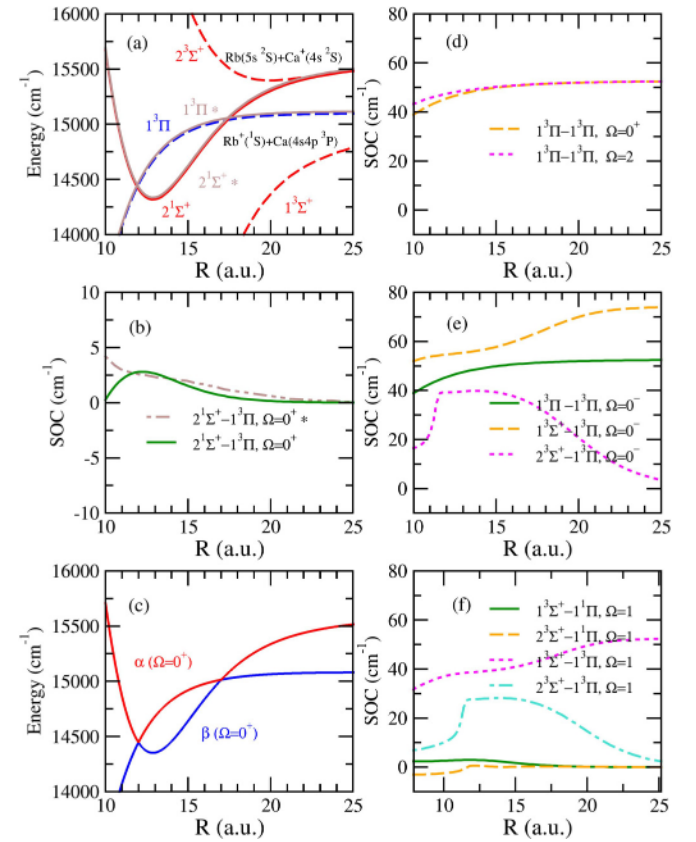 16000
15500
15000
14500
14000
Energy (cm⁻¹)
(a)
2³Σ⁺
Rb(5s ²S)+Ca⁺(4s ²S)
1³Π *
1³Π
Rb⁺(¹S)+Ca(4s4p ³P)
2¹Σ⁺ *
2¹Σ⁺
1³Σ⁺
10 15 20 25
R (a.u.)
80
60
40
20
0
SOC (cm⁻¹)
(d)
1³Π−1³Π, Ω=0⁺
1³Π−1³Π, Ω=2
10 15 20 25
R (a.u.)
10
5
0
-5
-10
SOC (cm⁻¹)
(b)
2¹Σ⁺−1³Π, Ω=0⁺ *
2¹Σ⁺−1³Π, Ω=0⁺
10 15 20 25
R (a.u.)
80
60
40
20
0
SOC (cm⁻¹)
(e)
1³Π−1³Π, Ω=0⁻
1³Σ⁺−1³Π, Ω=0⁻
2³Σ⁺−1³Π, Ω=0⁻
10 15 20 25
R (a.u.)
16000
15500
15000
14500
14000
Energy (cm⁻¹)
(c)
α (Ω=0⁺)
β (Ω=0⁺)
10 15 20 25
R (a.u.)
80
60
40
20
0
SOC (cm⁻¹)
(f)
1³Σ⁺−1¹Π, Ω=1
2³Σ⁺−1¹Π, Ω=1
1³Σ⁺−1³Π, Ω=1
2³Σ⁺−1³Π, Ω=1
10 15 20 25
R (a.u.)